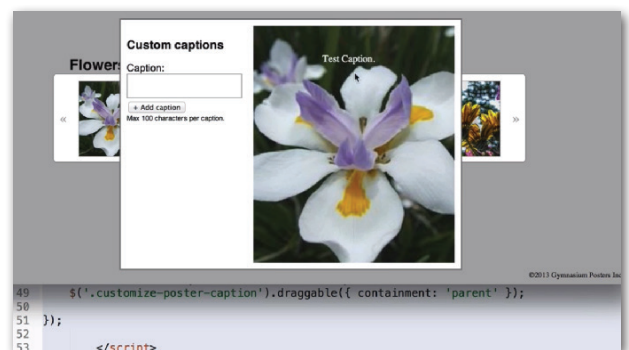 Custom captions
Flowers
Caption:
Test Caption.
«
»
+ Add caption
Max 100 characters per caption.
©2013 Gymnasium Posters Inc
49 $('.customize-poster-caption').draggable({ containment: 'parent' });
50
51 });
52
53 </script>